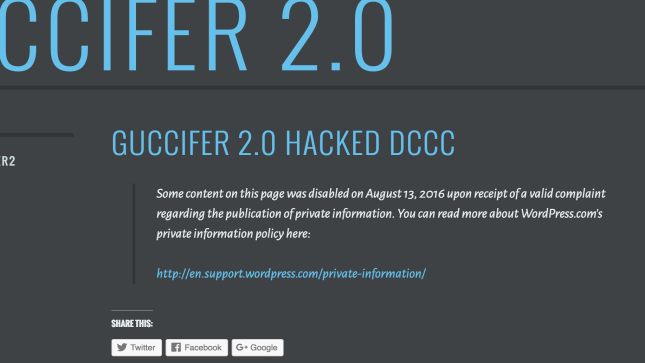 CCIFER 2.0
GUCCIFER 2.0 HACKED DCCC
ER2
Some content on this page was disabled on August 13, 2016 upon receipt of a valid complaint
regarding the publication of private information. You can read more about WordPress.com's
private information policy here:
http://en.support.wordpress.com/private-information/
SHARE THIS:
Twitter Facebook G+ Google